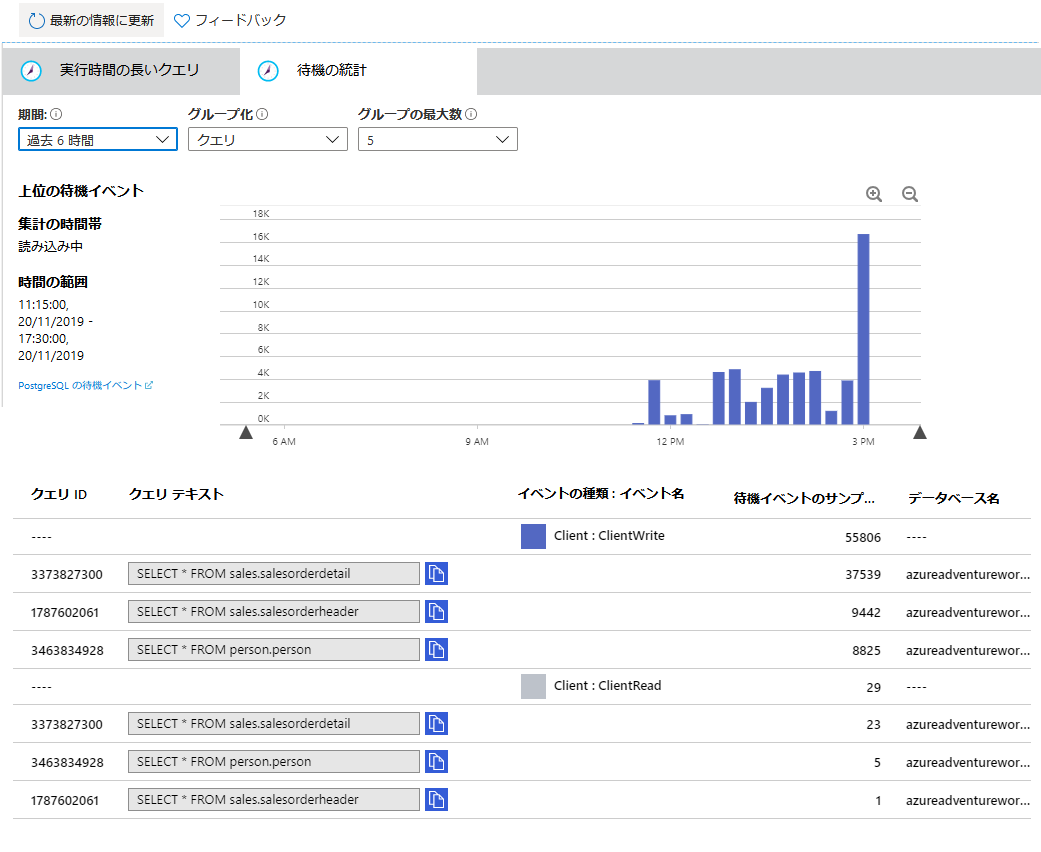 最新の情報に更新 フィードバック
実行時間の長いクエリ 待機の統計
期間: グループ化 グループの最大数
過去 6 時間 クエリ 5
上位の待機イベント
集計の時間帯
読み込み中
時間の範囲
11:15:00,
20/11/2019 -
17:30:00,
20/11/2019
PostgreSQL の待機イベント
18K
16K
14K
12K
10K
8K
6K
4K
2K
0K
6 AM 9 AM 12 PM 3 PM
クエリ ID クエリ テキスト イベントの種類 : イベント名 待機イベントのサンプ... データベース名
---- Client : ClientWrite 55806 ----
3373827300 SELECT * FROM sales.salesorderdetail 37539 azureadventurewor...
1787602061 SELECT * FROM sales.salesorderheader 9442 azureadventurewor...
3463834928 SELECT * FROM person.person 8825 azureadventurewor...
---- Client : ClientRead 29 ----
3373827300 SELECT * FROM sales.salesorderdetail 23 azureadventurewor...
3463834928 SELECT * FROM person.person 5 azureadventurewor...
1787602061 SELECT * FROM sales.salesorderheader 1 azureadventurewor...